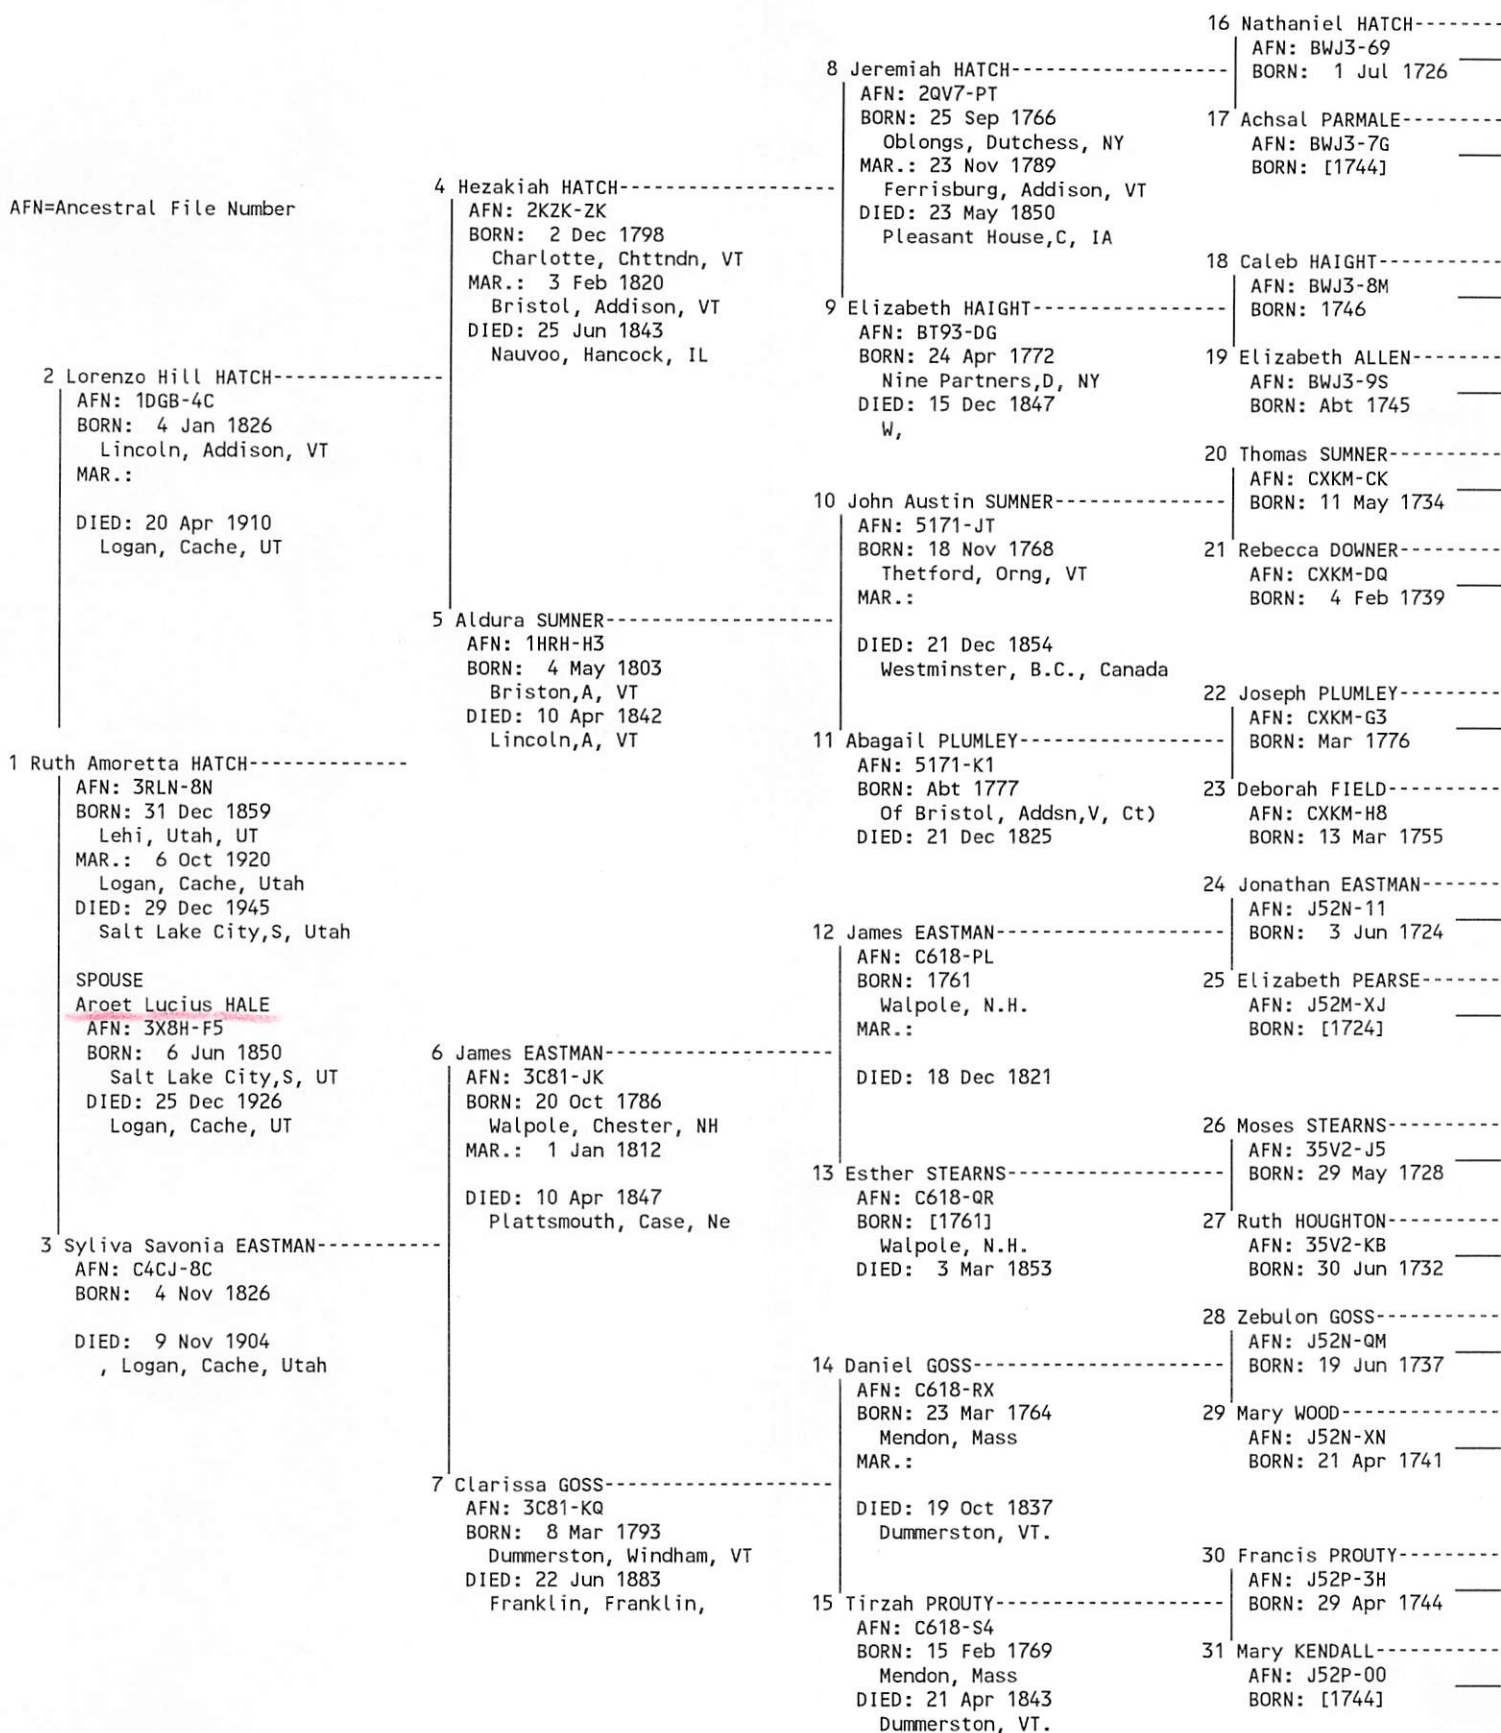 AFN=Ancestral File Number
1 Ruth Amoretta HATCH--------------
AFN: 3RLN-8N
BORN: 31 Dec 1859
Lehi, Utah, UT
MAR.:  6 Oct 1920
Logan, Cache, Utah
DIED: 29 Dec 1945
Salt Lake City,S, Utah
SPOUSE
Aroet Lucius HALE
AFN: 3X8H-F5
BORN:  6 Jun 1850
Salt Lake City,S, UT
DIED: 25 Dec 1926
Logan, Cache, UT
2 Lorenzo Hill HATCH---------------
AFN: 1DGB-4C
BORN:  4 Jan 1826
Lincoln, Addison, VT
MAR.:
DIED: 20 Apr 1910
Logan, Cache, UT
3 Syliva Savonia EASTMAN-----------
AFN: C4CJ-8C
BORN:  4 Nov 1826
DIED:  9 Nov 1904
, Logan, Cache, Utah
4 Hezakiah HATCH-------------------
AFN: 2KZK-ZK
BORN:  2 Dec 1798
Charlotte, Chttndn, VT
MAR.:  3 Feb 1820
Bristol, Addison, VT
DIED: 25 Jun 1843
Nauvoo, Hancock, IL
5 Aldura SUMNER--------------------
AFN: 1HRH-H3
BORN:  4 May 1803
Briston,A, VT
DIED: 10 Apr 1842
Lincoln,A, VT
6 James EASTMAN--------------------
AFN: 3C81-JK
BORN: 20 Oct 1786
Walpole, Chester, NH
MAR.:  1 Jan 1812
DIED: 10 Apr 1847
Plattsmouth, Case, Ne
7 Clarissa GOSS--------------------
AFN: 3C81-KQ
BORN:  8 Mar 1793
Dummerston, Windham, VT
DIED: 22 Jun 1883
Franklin, Franklin,
8 Jeremiah HATCH-------------------
AFN: 2QV7-PT
BORN: 25 Sep 1766
Oblongs, Dutchess, NY
MAR.: 23 Nov 1789
Ferrisburg, Addison, VT
DIED: 23 May 1850
Pleasant House,C, IA
9 Elizabeth HAIGHT-----------------
AFN: BT93-DG
BORN: 24 Apr 1772
Nine Partners,D, NY
DIED: 15 Dec 1847
W,
10 John Austin SUMNER---------------
AFN: 5171-JT
BORN: 18 Nov 1768
Thetford, Orng, VT
MAR.:
DIED: 21 Dec 1854
Westminster, B.C., Canada
11 Abagail PLUMLEY------------------
AFN: 5171-K1
BORN: Abt 1777
Of Bristol, Addsn,V, Ct)
DIED: 21 Dec 1825
12 James EASTMAN--------------------
AFN: C618-PL
BORN: 1761
Walpole, N.H.
MAR.:
DIED: 18 Dec 1821
13 Esther STEARNS-------------------
AFN: C618-QR
BORN: [1761]
Walpole, N.H.
DIED:  3 Mar 1853
14 Daniel GOSS----------------------
AFN: C618-RX
BORN: 23 Mar 1764
Mendon, Mass
MAR.:
DIED: 19 Oct 1837
Dummerston, VT.
15 Tirzah PROUTY--------------------
AFN: C618-S4
BORN: 15 Feb 1769
Mendon, Mass
DIED: 21 Apr 1843
Dummerston, VT.
16 Nathaniel HATCH--------
AFN: BWJ3-69
BORN:  1 Jul 1726
17 Achsal PARMALE---------
AFN: BWJ3-7G
BORN: [1744]
18 Caleb HAIGHT-----------
AFN: BWJ3-8M
BORN: 1746
19 Elizabeth ALLEN--------
AFN: BWJ3-9S
BORN: Abt 1745
20 Thomas SUMNER----------
AFN: CXKM-CK
BORN: 11 May 1734
21 Rebecca DOWNER---------
AFN: CXKM-DQ
BORN:  4 Feb 1739
22 Joseph PLUMLEY---------
AFN: CXKM-G3
BORN: Mar 1776
23 Deborah FIELD----------
AFN: CXKM-H8
BORN: 13 Mar 1755
24 Jonathan EASTMAN-------
AFN: J52N-11
BORN:  3 Jun 1724
25 Elizabeth PEARSE-------
AFN: J52M-XJ
BORN: [1724]
26 Moses STEARNS----------
AFN: 35V2-J5
BORN: 29 May 1728
27 Ruth HOUGHTON----------
AFN: 35V2-KB
BORN: 30 Jun 1732
28 Zebulon GOSS-----------
AFN: J52N-QM
BORN: 19 Jun 1737
29 Mary WOOD--------------
AFN: J52N-XN
BORN: 21 Apr 1741
30 Francis PROUTY---------
AFN: J52P-3H
BORN: 29 Apr 1744
31 Mary KENDALL-----------
AFN: J52P-00
BORN: [1744]